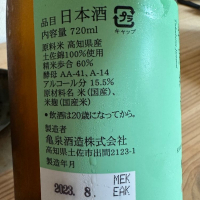 品目 日本酒
内容量 720ml
プラ
キャップ
原料米 高知県産
土佐錦100%使用
精米歩合 60%
酵母 AA-41、A-14
アルコール分 15.5%
原材料名 米(国産)、
米麹(国産米)
●飲酒は20歳になってから。
製造者
亀泉酒造株式会社
高知県土佐市出間2123-1
製造年月
2023. 8.
MEK
EAK